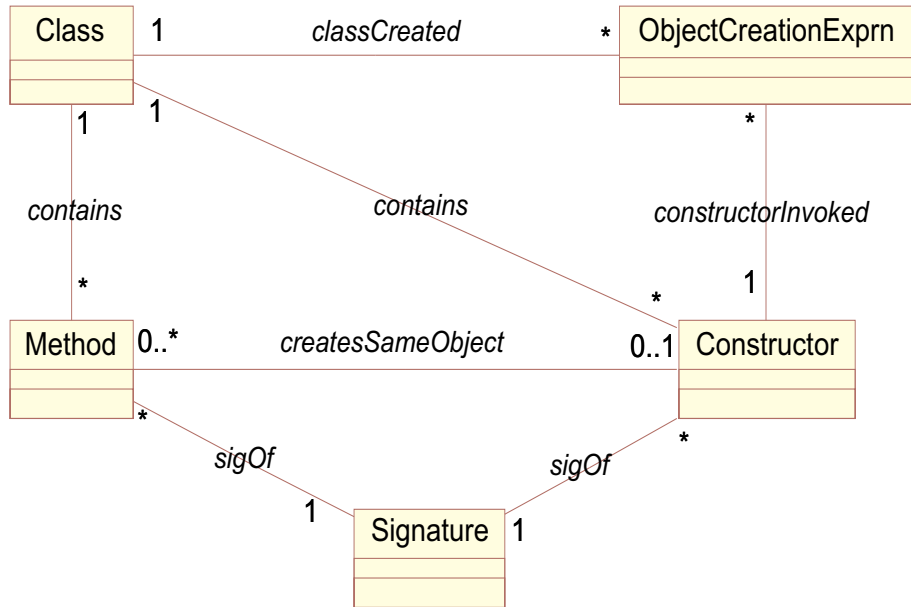 Class
1
classCreated
*
ObjectCreationExprn
1
1
*
contains
contains
constructorInvoked
*
*
1
Method
0..*
createsSameObject
0..1
Constructor
*
*
sigOf
sigOf
1
Signature
1